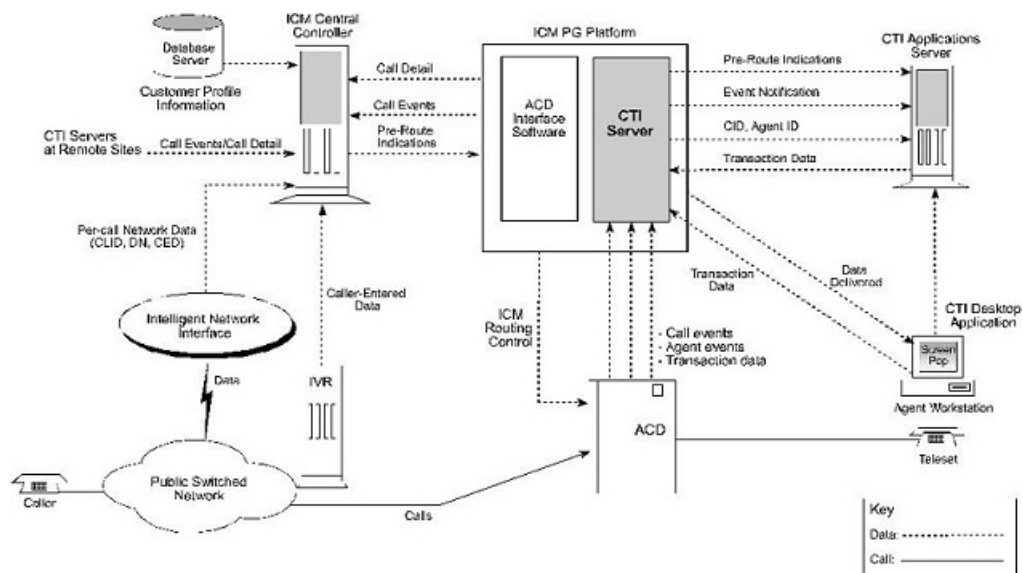 ICM Central
Controller
ICM PG Platform
CTI Applications
Server
Database
Server
Customer Profile
Information
Call Detail
Call Events
Pre-Route
Indications
CTI Servers
at Remote Sites
Call Events/Call Detail
ACD
Interface
Software
CTI
Server
Pre-Route Indications
Event Notification
CID, Agent ID
Transaction Data
Per-call Network Data
(CLID, DN, CED)
Caller-Entered
Data
Intelligent Network
Interface
Data
IVR
ICM
Routing
Control
- Call events
- Agent events
- Transaction data
Transaction
Data
Data
Delivered
CTI Desktop
Application
Screen
Pop
Agent Workstation
ACD
Teleset
Caller
Public Switched
Network
Calls
Key
Data:
Call: